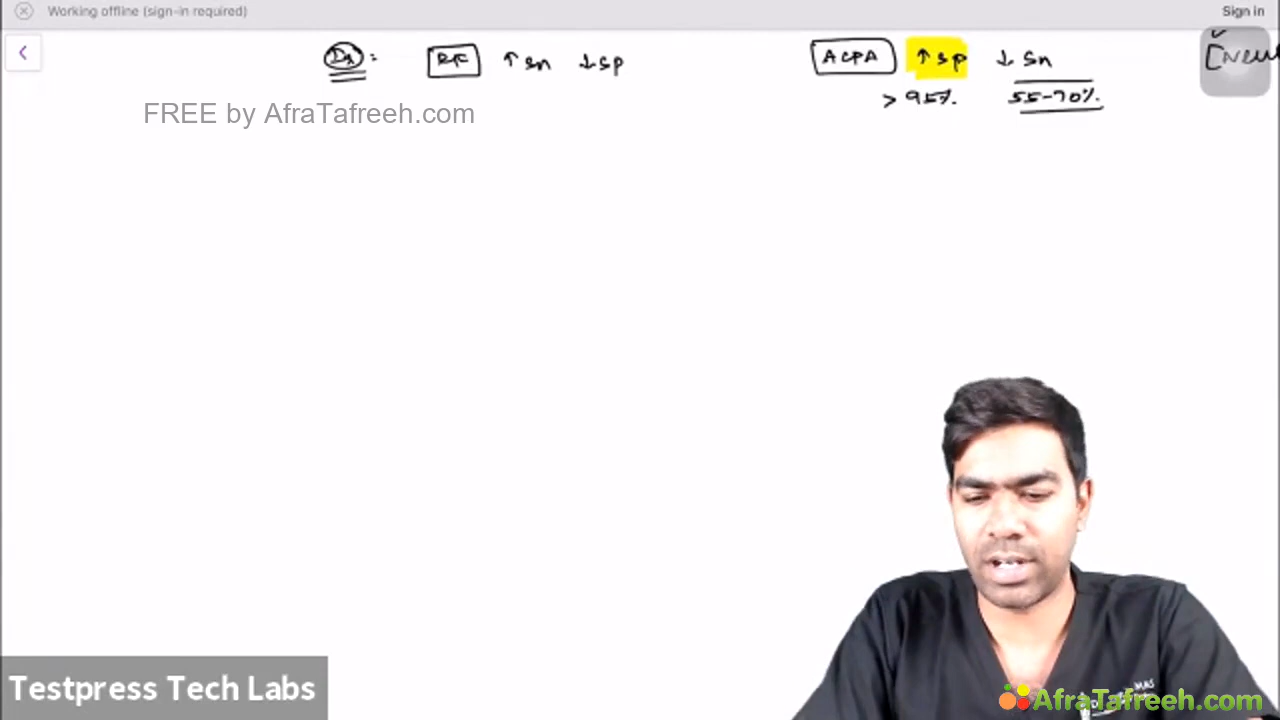 Working offline (sign-in required)
Sign in
Dx : RF ↑ sn ↓ sp ACPA ↑ sp ↓ sn
> 95% 55-70%
FREE by AfraTafreeh.com
Testpress Tech Labs
AfraTafreeh.com